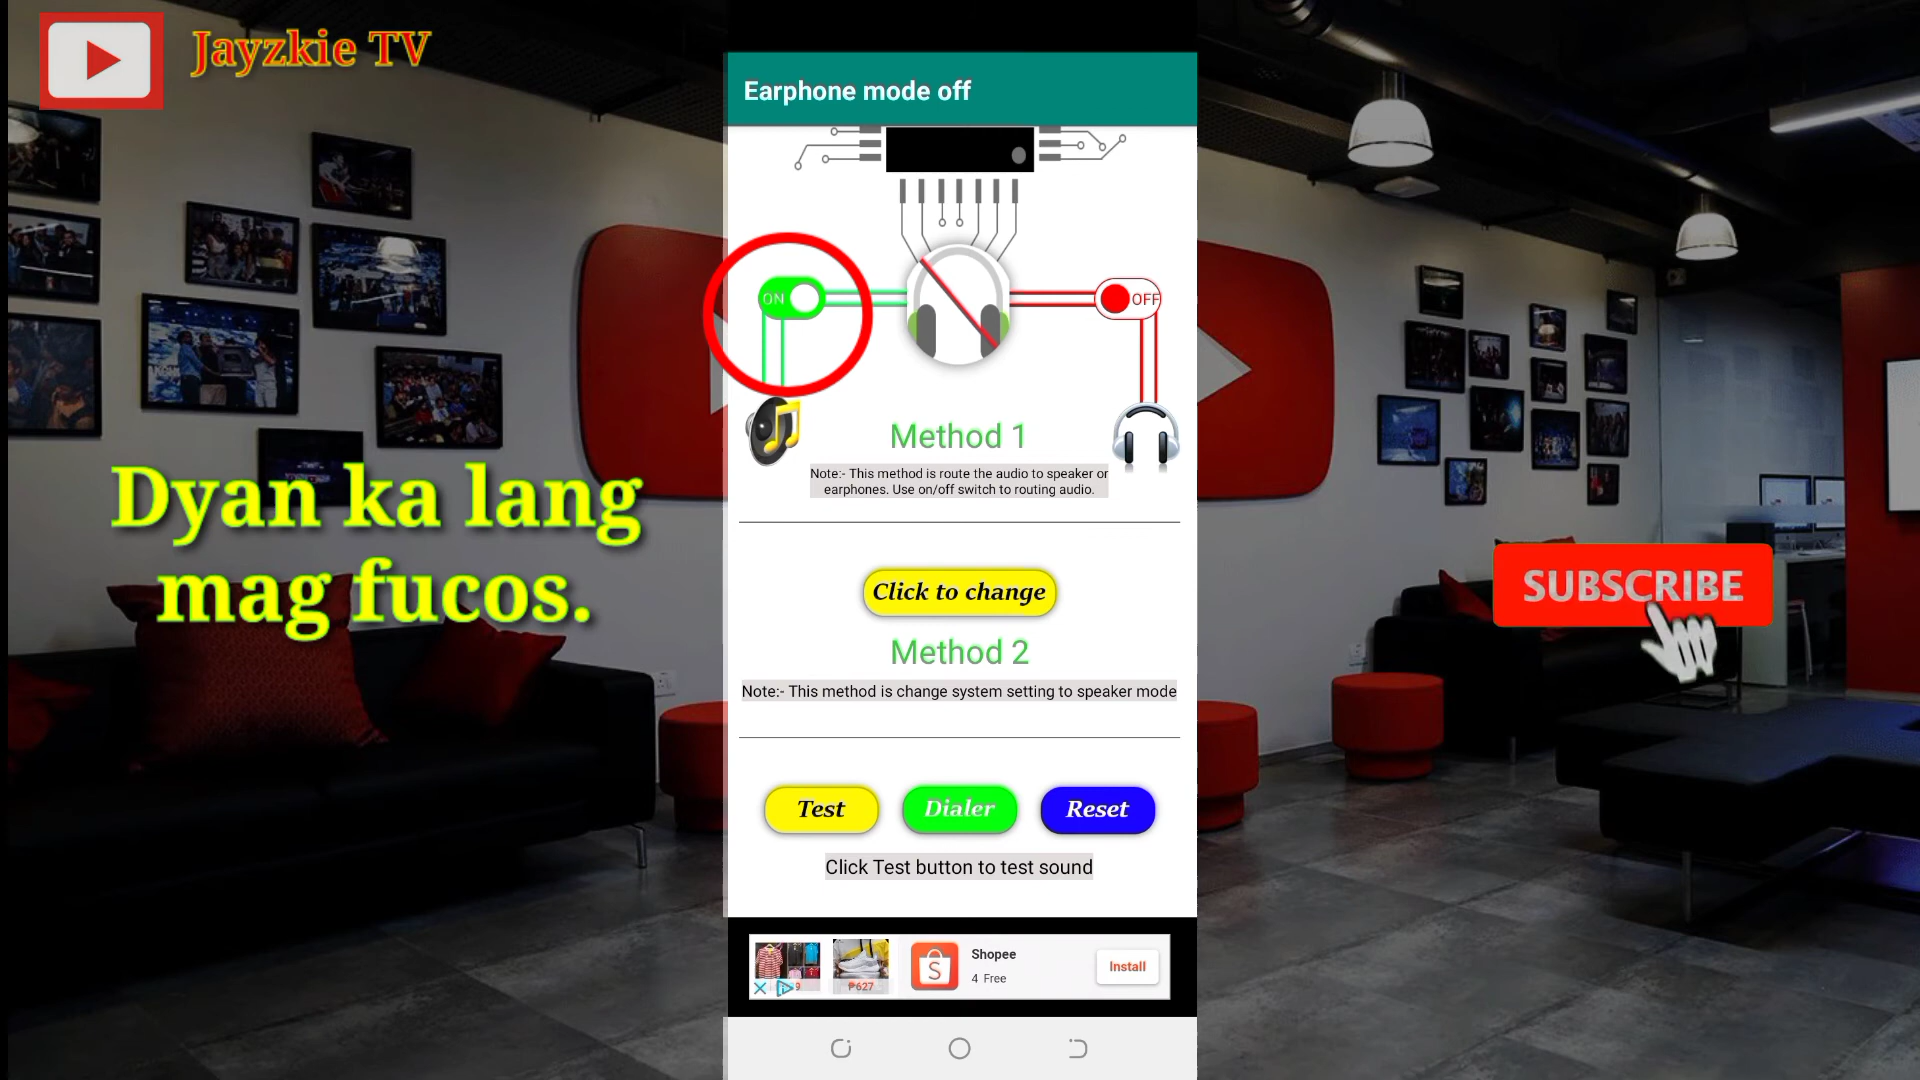 Jayzkie TV
Earphone mode off
ON
OFF
Method 1
Note:- This method is route the audio to speaker or
earphones. Use on/off switch to routing audio.
Dyan ka lang
mag fucos.
Click to change
SUBSCRIBE
Method 2
Note:- This method is change system setting to speaker mode
Test
Dialer
Reset
Click Test button to test sound
Shopee
4 Free
Install
₱627